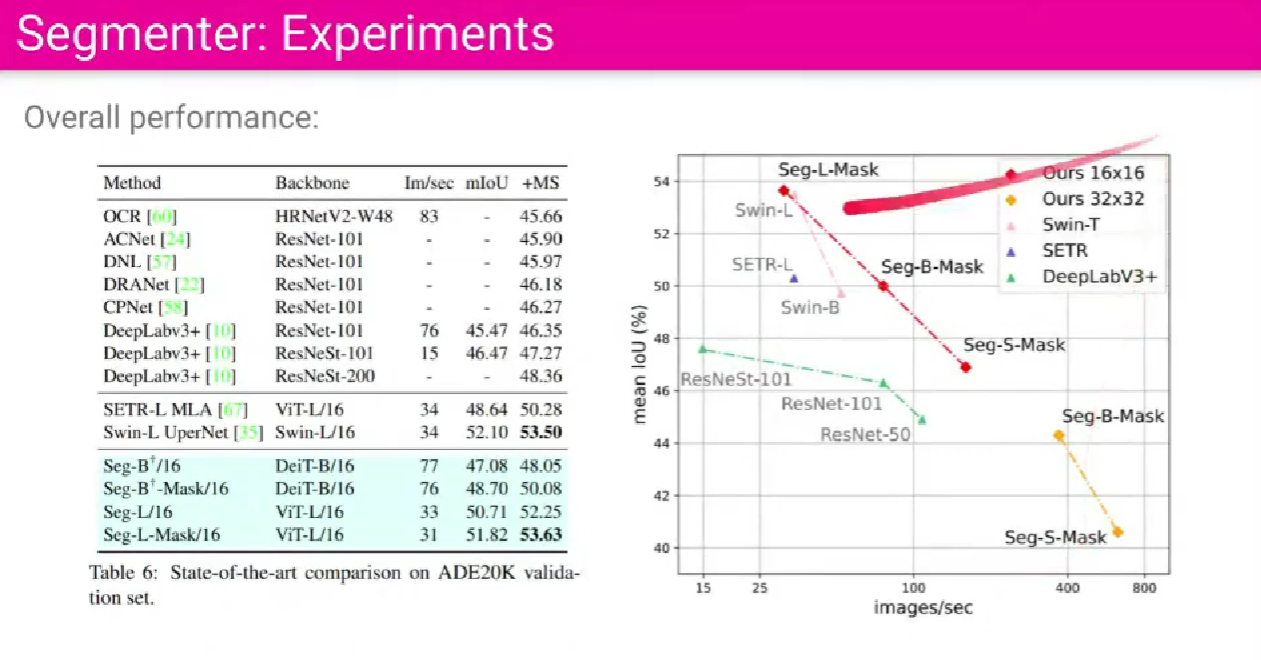 Segmenter: Experiments
Overall performance:
Method Backbone Im/sec mIoU +MS
OCR [60] HRNetV2-W48 83 - 45.66
ACNet [24] ResNet-101 - - 45.90
DNL [57] ResNet-101 - - 45.97
DRANet [22] ResNet-101 - - 46.18
CPNet [58] ResNet-101 - - 46.27
DeepLabv3+ [10] ResNet-101 76 45.47 46.35
DeepLabv3+ [10] ResNeSt-101 15 46.47 47.27
DeepLabv3+ [10] ResNeSt-200 - - 48.36
SETR-L MLA [67] ViT-L/16 34 48.64 50.28
Swin-L UperNet [35] Swin-L/16 34 52.10 53.50
Seg-B†/16 DeiT-B/16 77 47.08 48.05
Seg-B†-Mask/16 DeiT-B/16 76 48.70 50.08
Seg-L/16 ViT-L/16 33 50.71 52.25
Seg-L-Mask/16 ViT-L/16 31 51.82 53.63
Table 6: State-of-the-art comparison on ADE20K valida-
tion set.
mean IoU (%)
54
52
50
48
46
44
42
40
Seg-L-Mask
Swin-L
SETR-L
Swin-B
Seg-B-Mask
Seg-S-Mask
ResNeSt-101
ResNet-101
ResNet-50
Seg-B-Mask
Seg-S-Mask
Ours 16x16
Ours 32x32
Swin-T
SETR
DeepLabV3+
15 25 100 400 800
images/sec